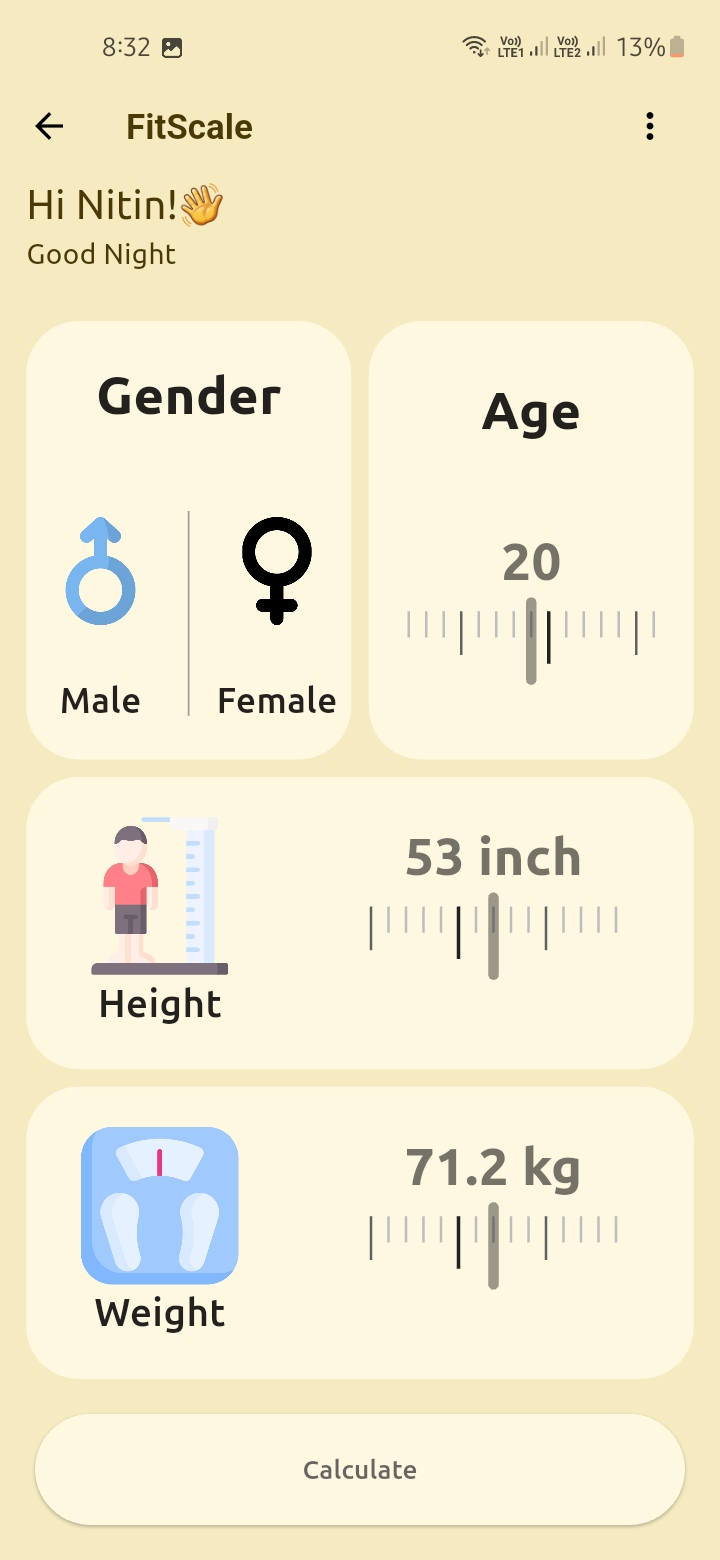 8:32 Vo)) LTE1 Vo)) LTE2 13%
FitScale
Hi Nitin!👋
Good Night
Gender
Male
Female
Age
20
53 inch
Height
71.2 kg
Weight
Calculate